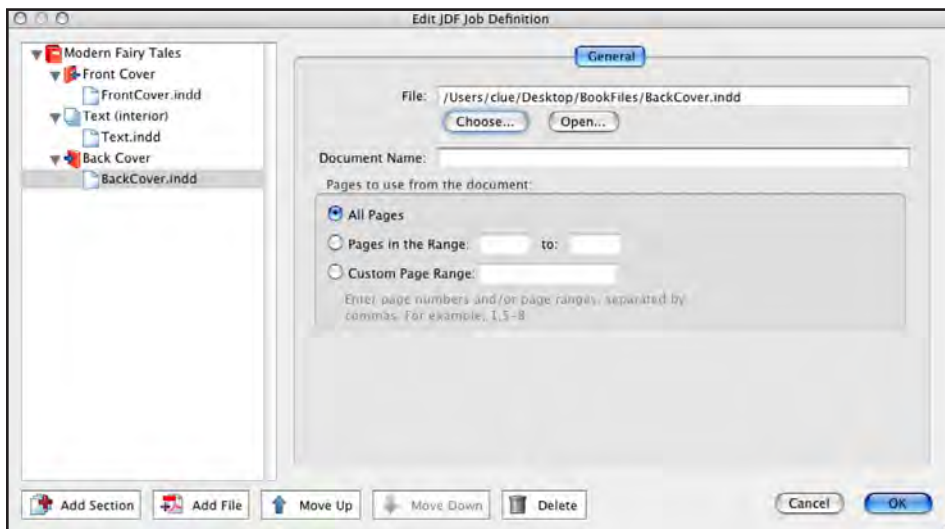 Edit JDF Job Definition
Modern Fairy Tales
Front Cover
FrontCover.indd
Text (interior)
Text.indd
Back Cover
BackCover.indd
General
File: /Users/clue/Desktop/BookFiles/BackCover.indd
Choose... Open...
Document Name:
Pages to use from the document:
All Pages
Pages in the Range: to:
Custom Page Range:
Enter page numbers and/or page ranges, separated by
commas. For example, 1,5-8
Add Section Add File Move Up Move Down Delete Cancel OK